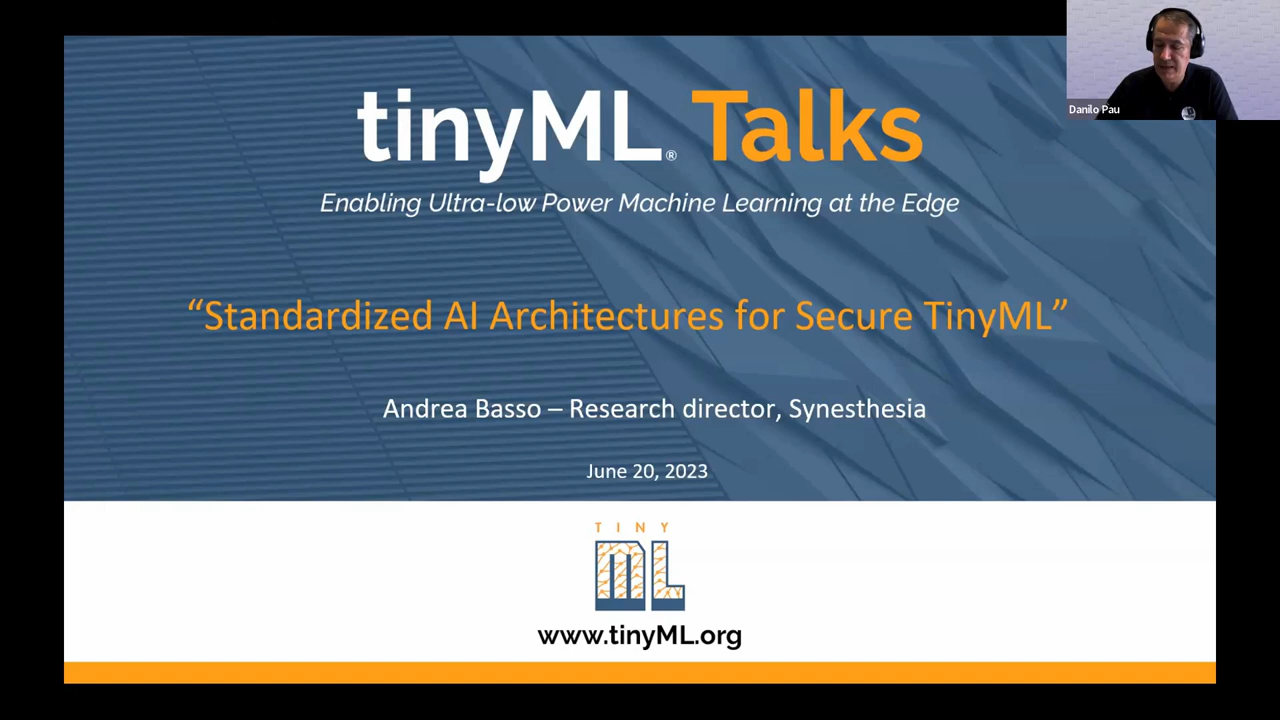 Danilo Pau
tinyML® Talks
Enabling Ultra-low Power Machine Learning at the Edge
“Standardized AI Architectures for Secure TinyML”
Andrea Basso – Research director, Synesthesia
June 20, 2023
TINY
ML
www.tinyML.org